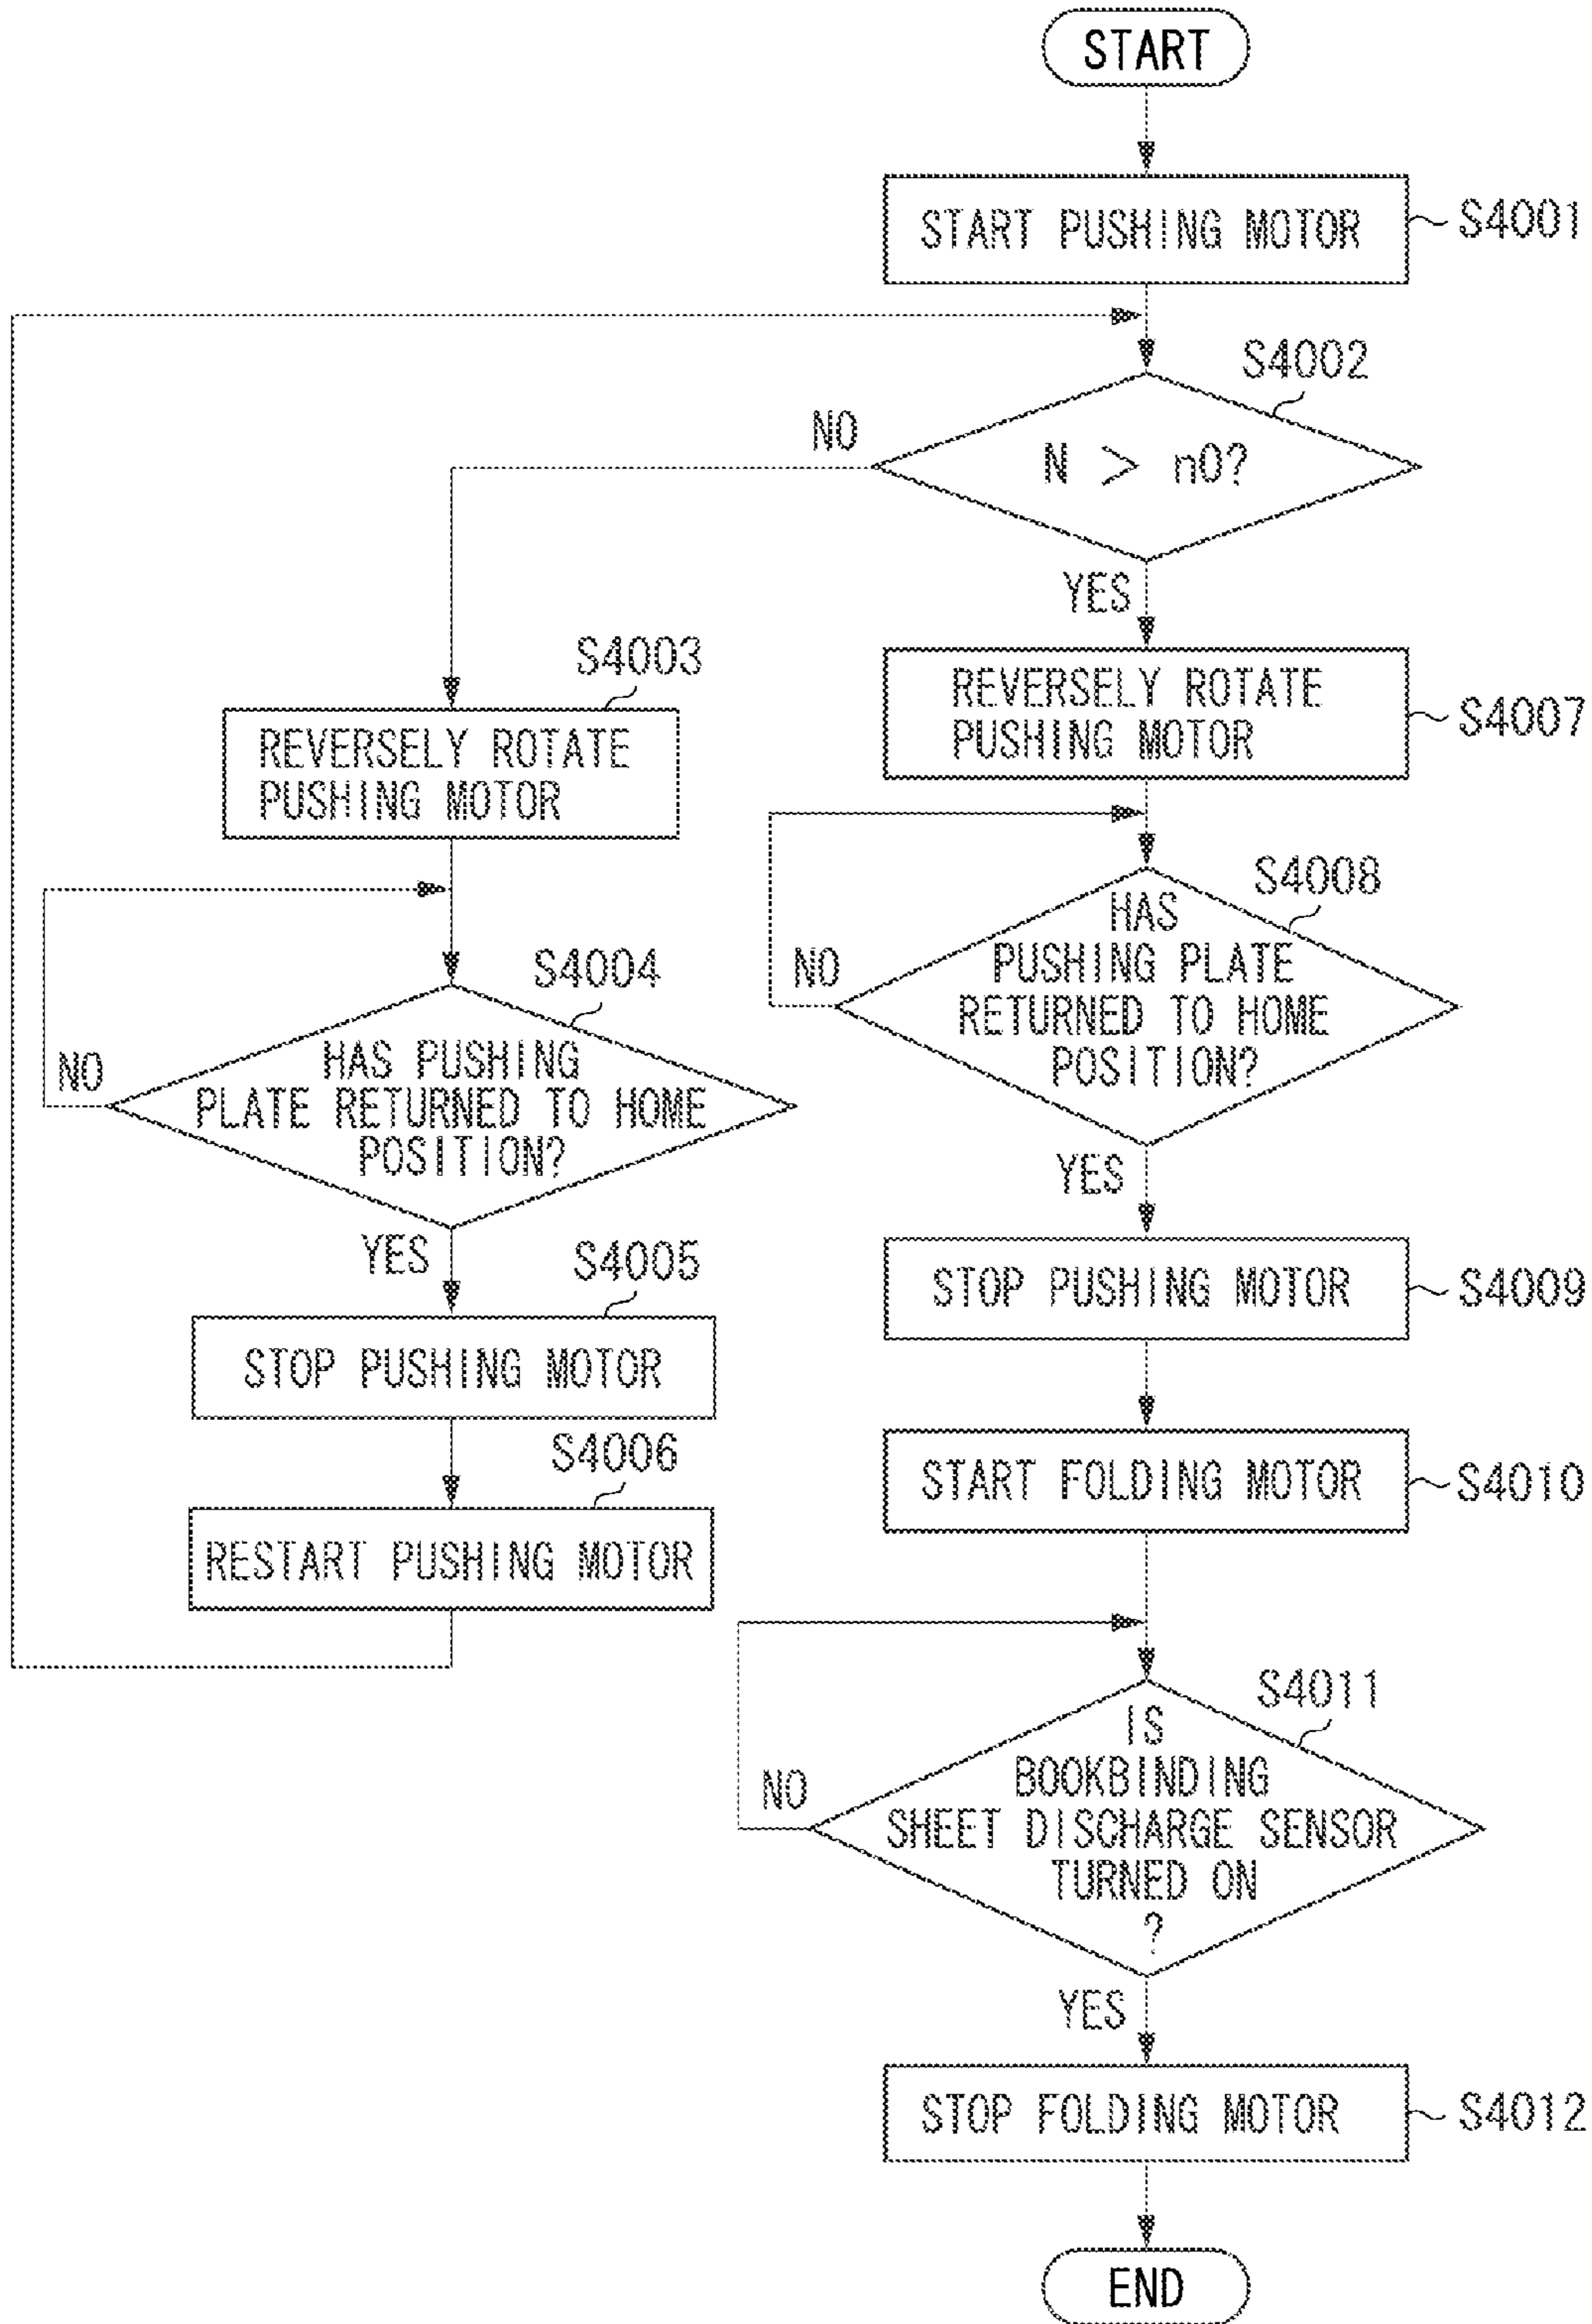 START
START PUSHING MOTOR
S4001
S4002
N > n0?
NO
YES
S4003
REVERSELY ROTATE
PUSHING MOTOR
REVERSELY ROTATE
PUSHING MOTOR
S4007
S4004
HAS PUSHING
PLATE RETURNED TO HOME
POSITION?
NO
YES
S4008
HAS
PUSHING PLATE
RETURNED TO HOME
POSITION?
NO
YES
S4005
STOP PUSHING MOTOR
S4006
RESTART PUSHING MOTOR
STOP PUSHING MOTOR
S4009
START FOLDING MOTOR
S4010
S4011
IS
BOOKBINDING
SHEET DISCHARGE SENSOR
TURNED ON
?
NO
YES
STOP FOLDING MOTOR
S4012
END